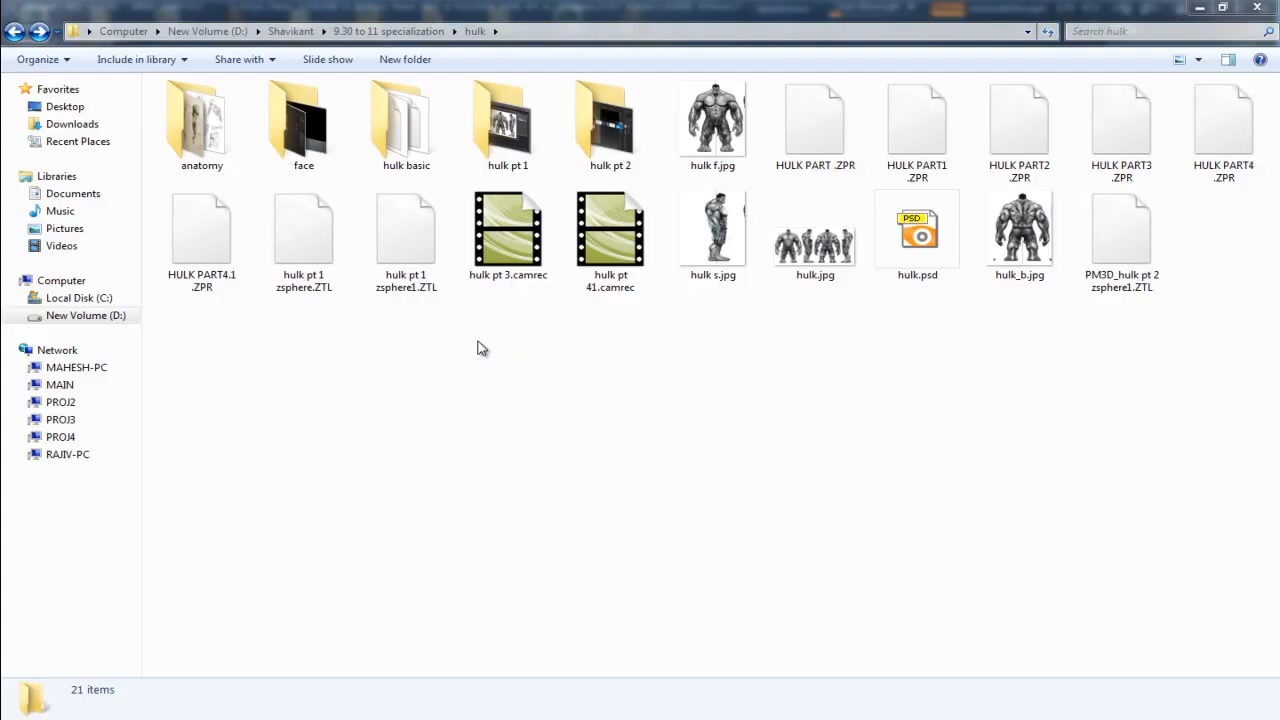 Computer ▸ New Volume (D:) ▸ Shavikant ▸ 9.30 to 11 specialization ▸ hulk ▸
Search hulk
Organize Include in library Share with Slide show New folder
Favorites
Desktop
Downloads
Recent Places
Libraries
Documents
Music
Pictures
Videos
Computer
Local Disk (C:)
New Volume (D:)
Network
MAHESH-PC
MAIN
PROJ2
PROJ3
PROJ4
RAJIV-PC
anatomy
face
hulk basic
hulk pt 1
hulk pt 2
hulk f.jpg
HULK PART .ZPR
HULK PART1
.ZPR
HULK PART2
.ZPR
HULK PART3
.ZPR
HULK PART4
.ZPR
HULK PART4.1
.ZPR
hulk pt 1
zsphere.ZTL
hulk pt 1
zsphere1.ZTL
hulk pt 3.camrec
hulk pt
41.camrec
hulk s.jpg
hulk.jpg
PSD
hulk.psd
hulk_b.jpg
PM3D_hulk pt 2
zsphere1.ZTL
21 items